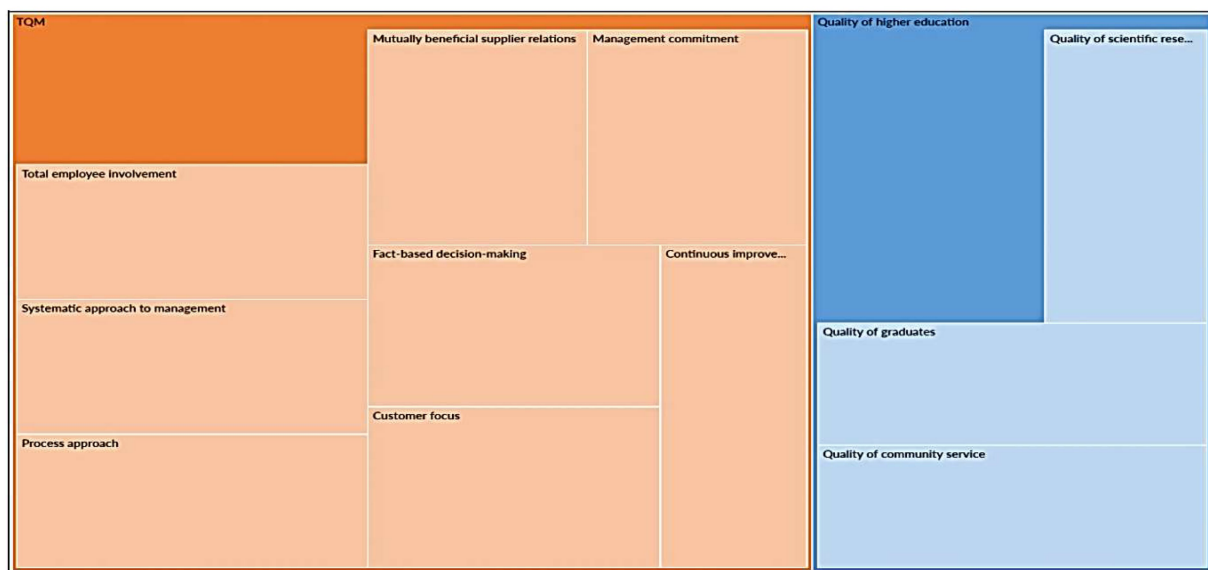 TQM
Mutually beneficial supplier relations
Management commitment
Total employee involvement
Fact-based decision-making
Continuous improve...
Systematic approach to management
Customer focus
Process approach
Quality of higher education
Quality of scientific rese...
Quality of graduates
Quality of community service